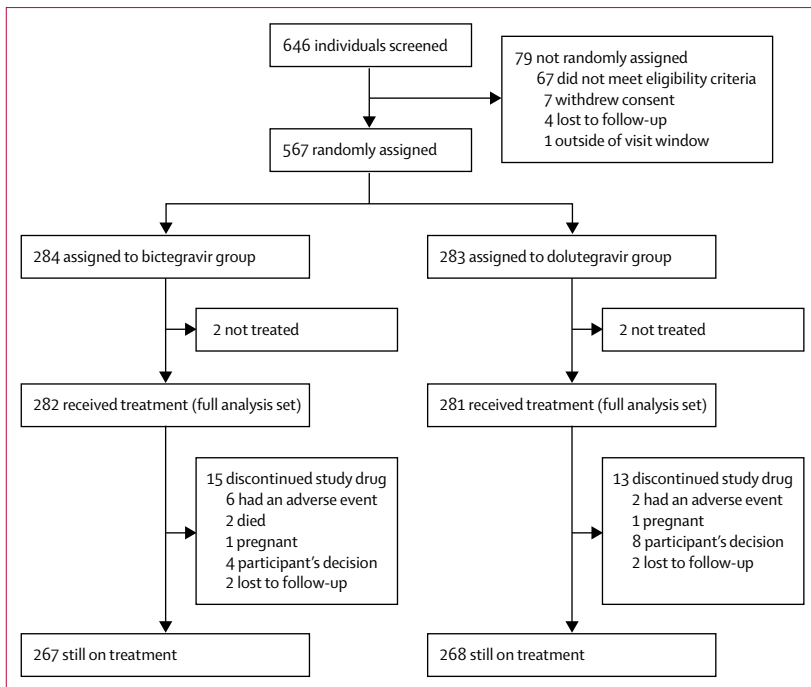 646 individuals screened
79 not randomly assigned
67 did not meet eligibility criteria
7 withdrew consent
4 lost to follow-up
1 outside of visit window
567 randomly assigned
284 assigned to bictegravir group
283 assigned to dolutegravir group
2 not treated
2 not treated
282 received treatment (full analysis set)
281 received treatment (full analysis set)
15 discontinued study drug
6 had an adverse event
2 died
1 pregnant
4 participant's decision
2 lost to follow-up
13 discontinued study drug
2 had an adverse event
1 pregnant
8 participant's decision
2 lost to follow-up
267 still on treatment
268 still on treatment